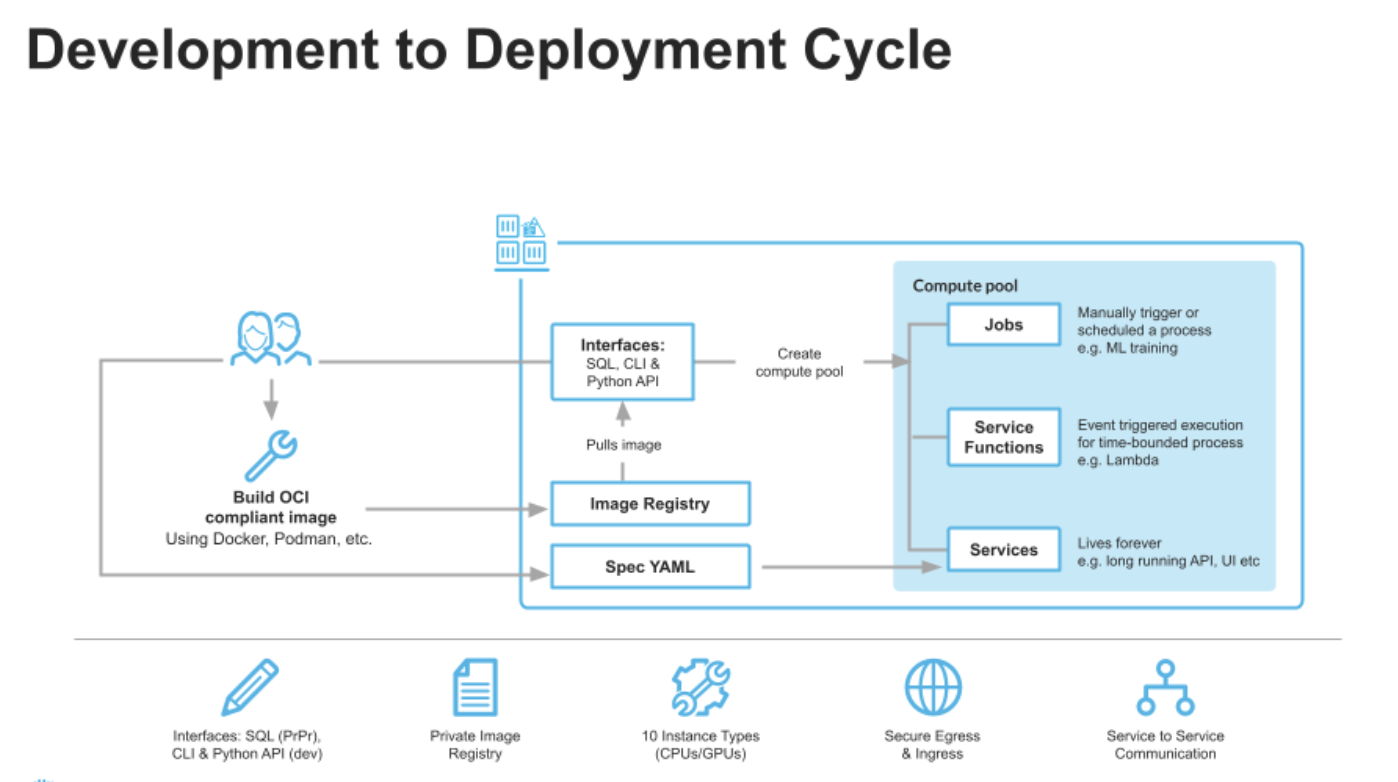 Development to Deployment Cycle
Compute pool
Jobs
Manually trigger or
scheduled a process
e.g. ML training
Interfaces:
SQL, CLI &
Python API
Create
compute pool
Service
Functions
Event triggered execution
for time-bounded process
e.g. Lambda
Pulls image
Build OCI
compliant image
Using Docker, Podman, etc.
Image Registry
Spec YAML
Services
Lives forever
e.g. long running API, UI etc
Interfaces: SQL (PrPr),
CLI & Python API (dev)
Private Image
Registry
10 Instance Types
(CPUs/GPUs)
Secure Egress
& Ingress
Service to Service
Communication